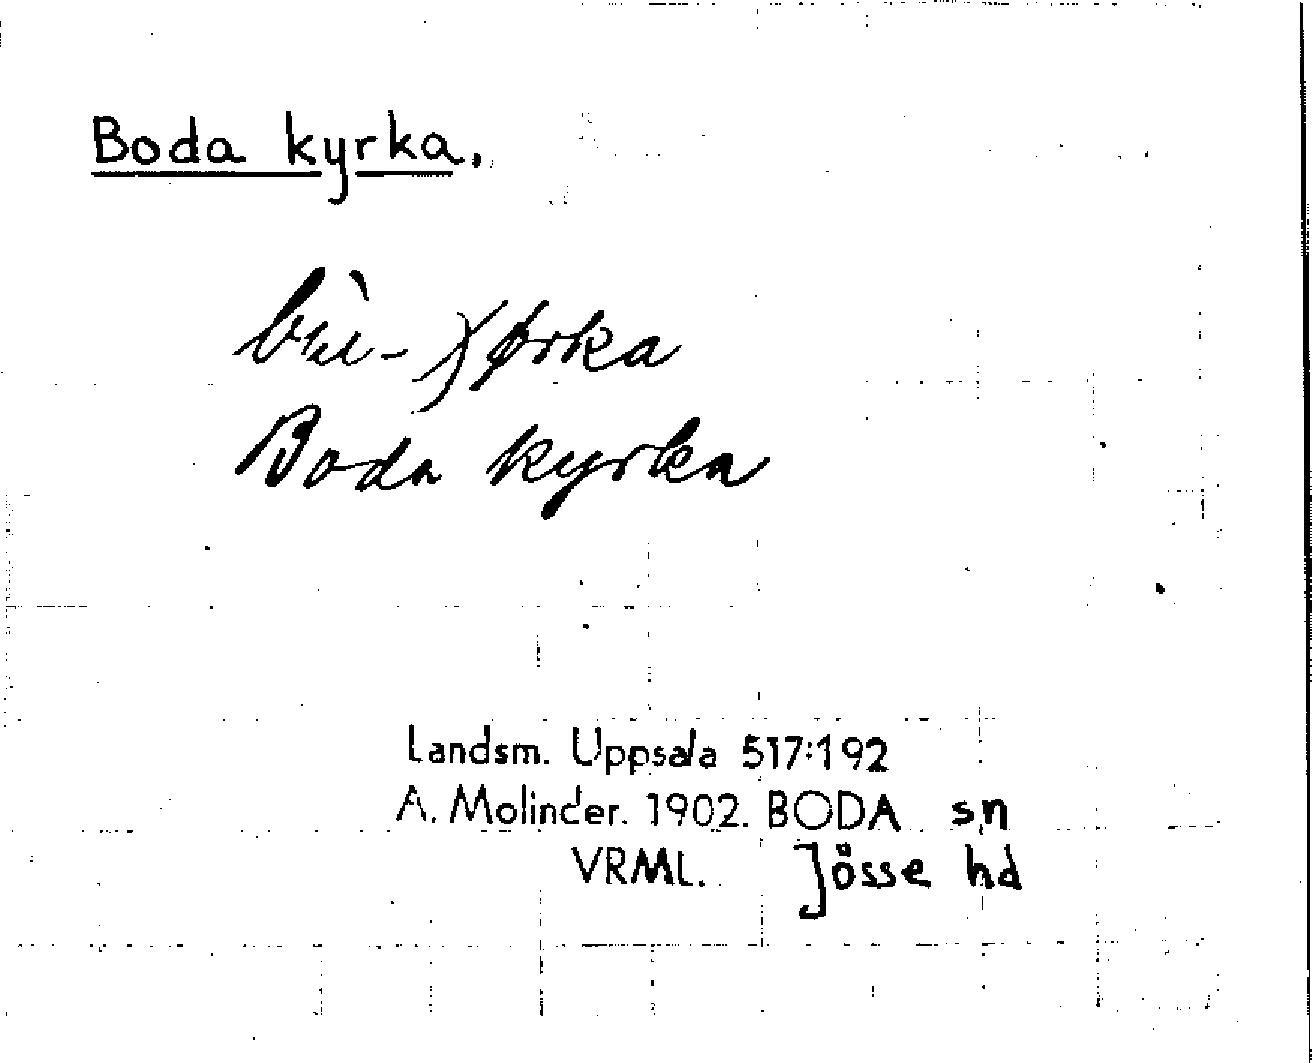 Boda kyrka.
Boda kyrka
Landsm. Uppsala 517:192
A. Molinder. 1902. BODA sn
VRML. Jösse hd